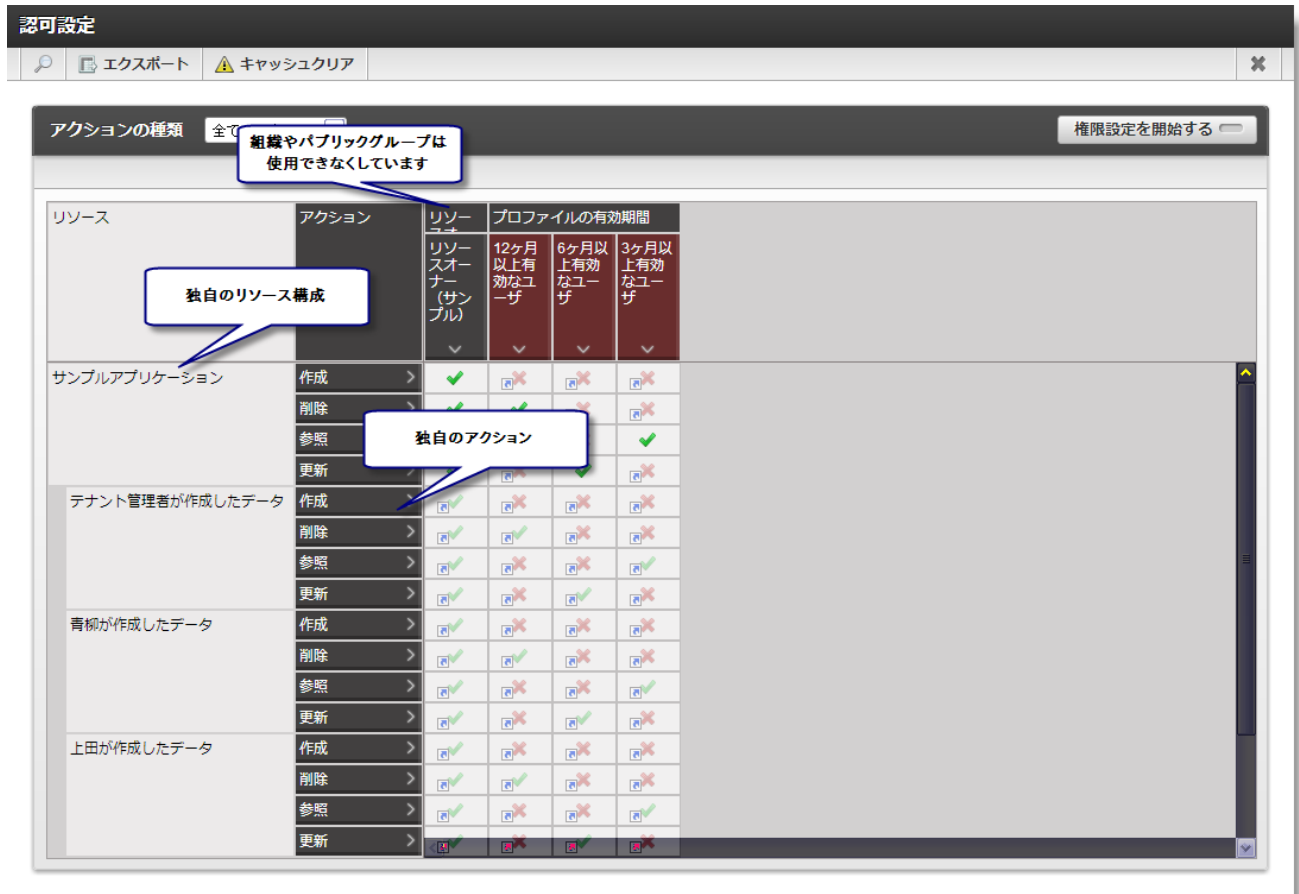 認可設定
エクスポート キャッシュクリア
アクションの種類 全て
権限設定を開始する
組織やパブリックグループは
使用できなくしています
リソース アクション リソー プロファイルの有効期間
リソー
スオー
ナー
(サン
プル)
12ヶ月
以上有
効なユ
ーザ
6ヶ月以
上有効
なユー
ザ
3ヶ月以
上有効
なユー
ザ
独自のリソース構成
サンプルアプリケーション 作成
削除
参照
更新
独自のアクション
テナント管理者が作成したデータ 作成
削除
参照
更新
青柳が作成したデータ 作成
削除
参照
更新
上田が作成したデータ 作成
削除
参照
更新